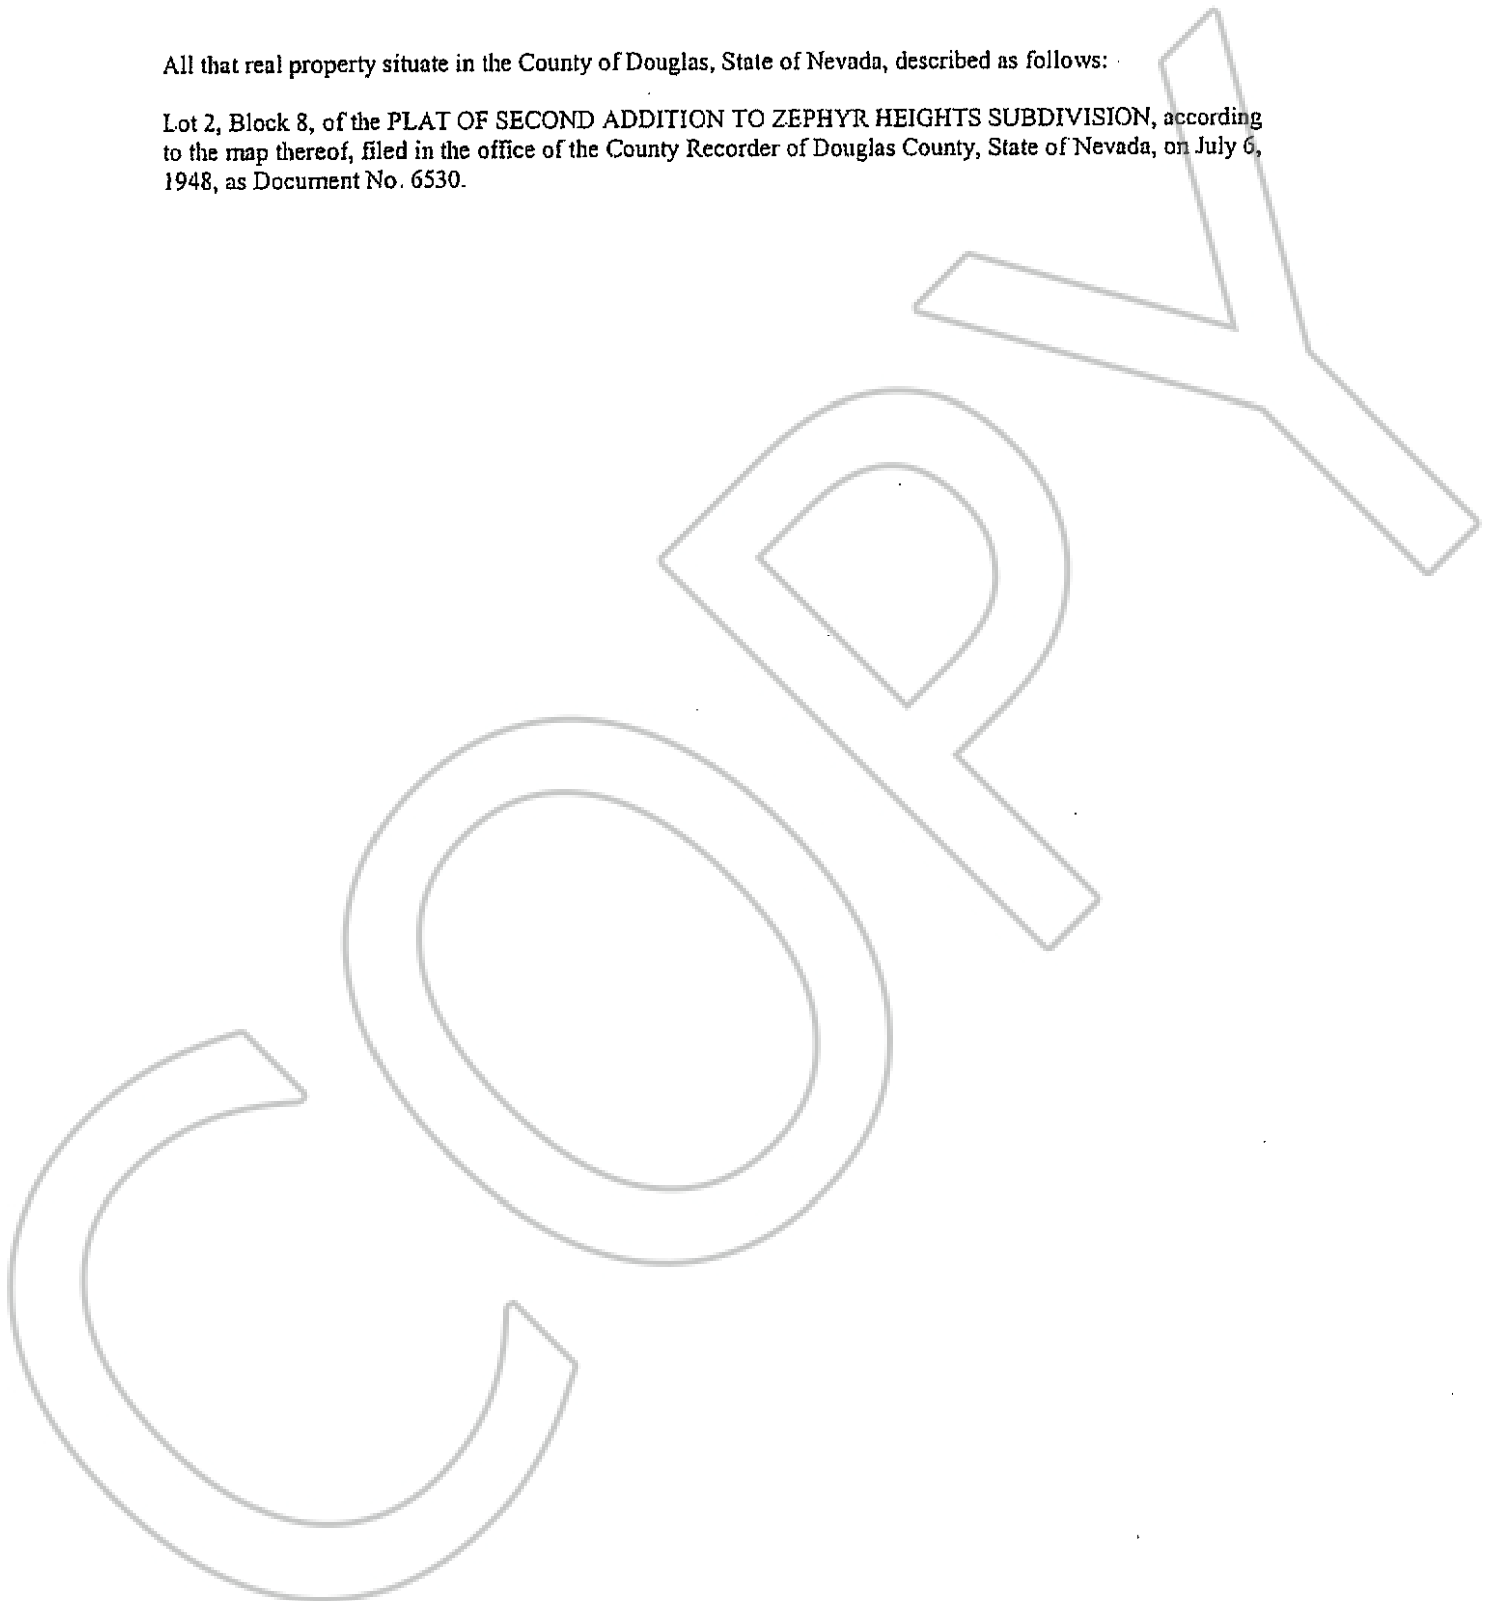 All that real property situate in the County of Douglas, State of Nevada, described as follows:
Lot 2, Block 8, of the PLAT OF SECOND ADDITION TO ZEPHYR HEIGHTS SUBDIVISION, according
to the map thereof, filed in the office of the County Recorder of Douglas County, State of Nevada, on July 6,
1948, as Document No. 6530.
COPY